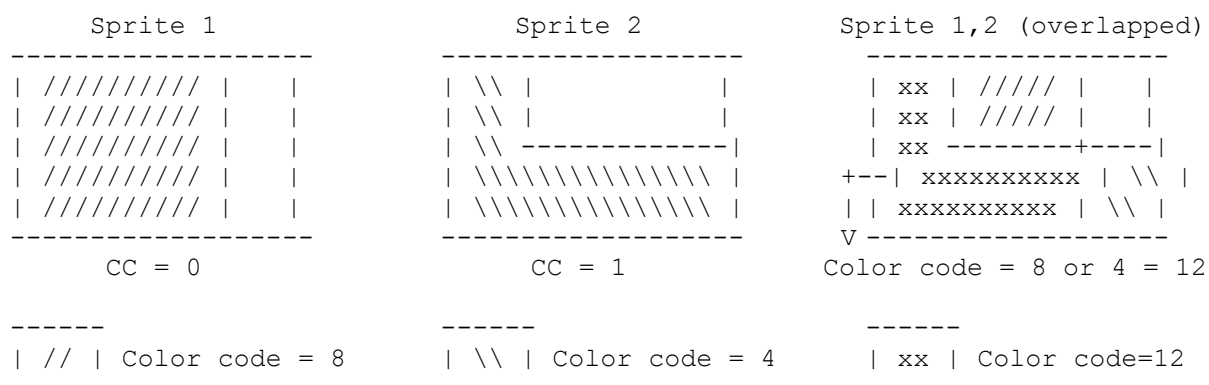 Sprite 1                    Sprite 2             Sprite 1,2 (overlapped)
-------------------        -------------------        -------------------
| ////////// |    |        | \\ |            |        | xx | ///// |    |
| ////////// |    |        | \\ |            |        | xx | ///// |    |
| ////////// |    |        | \\ -------------|        | xx --------+----|
| ////////// |    |        | \\\\\\\\\\\\\\\ |      +--| xxxxxxxxxx | \\ |
| ////////// |    |        | \\\\\\\\\\\\\\\ |      | | xxxxxxxxxx | \\ |
-------------------        -------------------      V -------------------
CC = 0                     CC = 1             Color code = 8 or 4 = 12
------                     ------                     ------
| // | Color code = 8      | \\ | Color code = 4      | xx | Color code=12